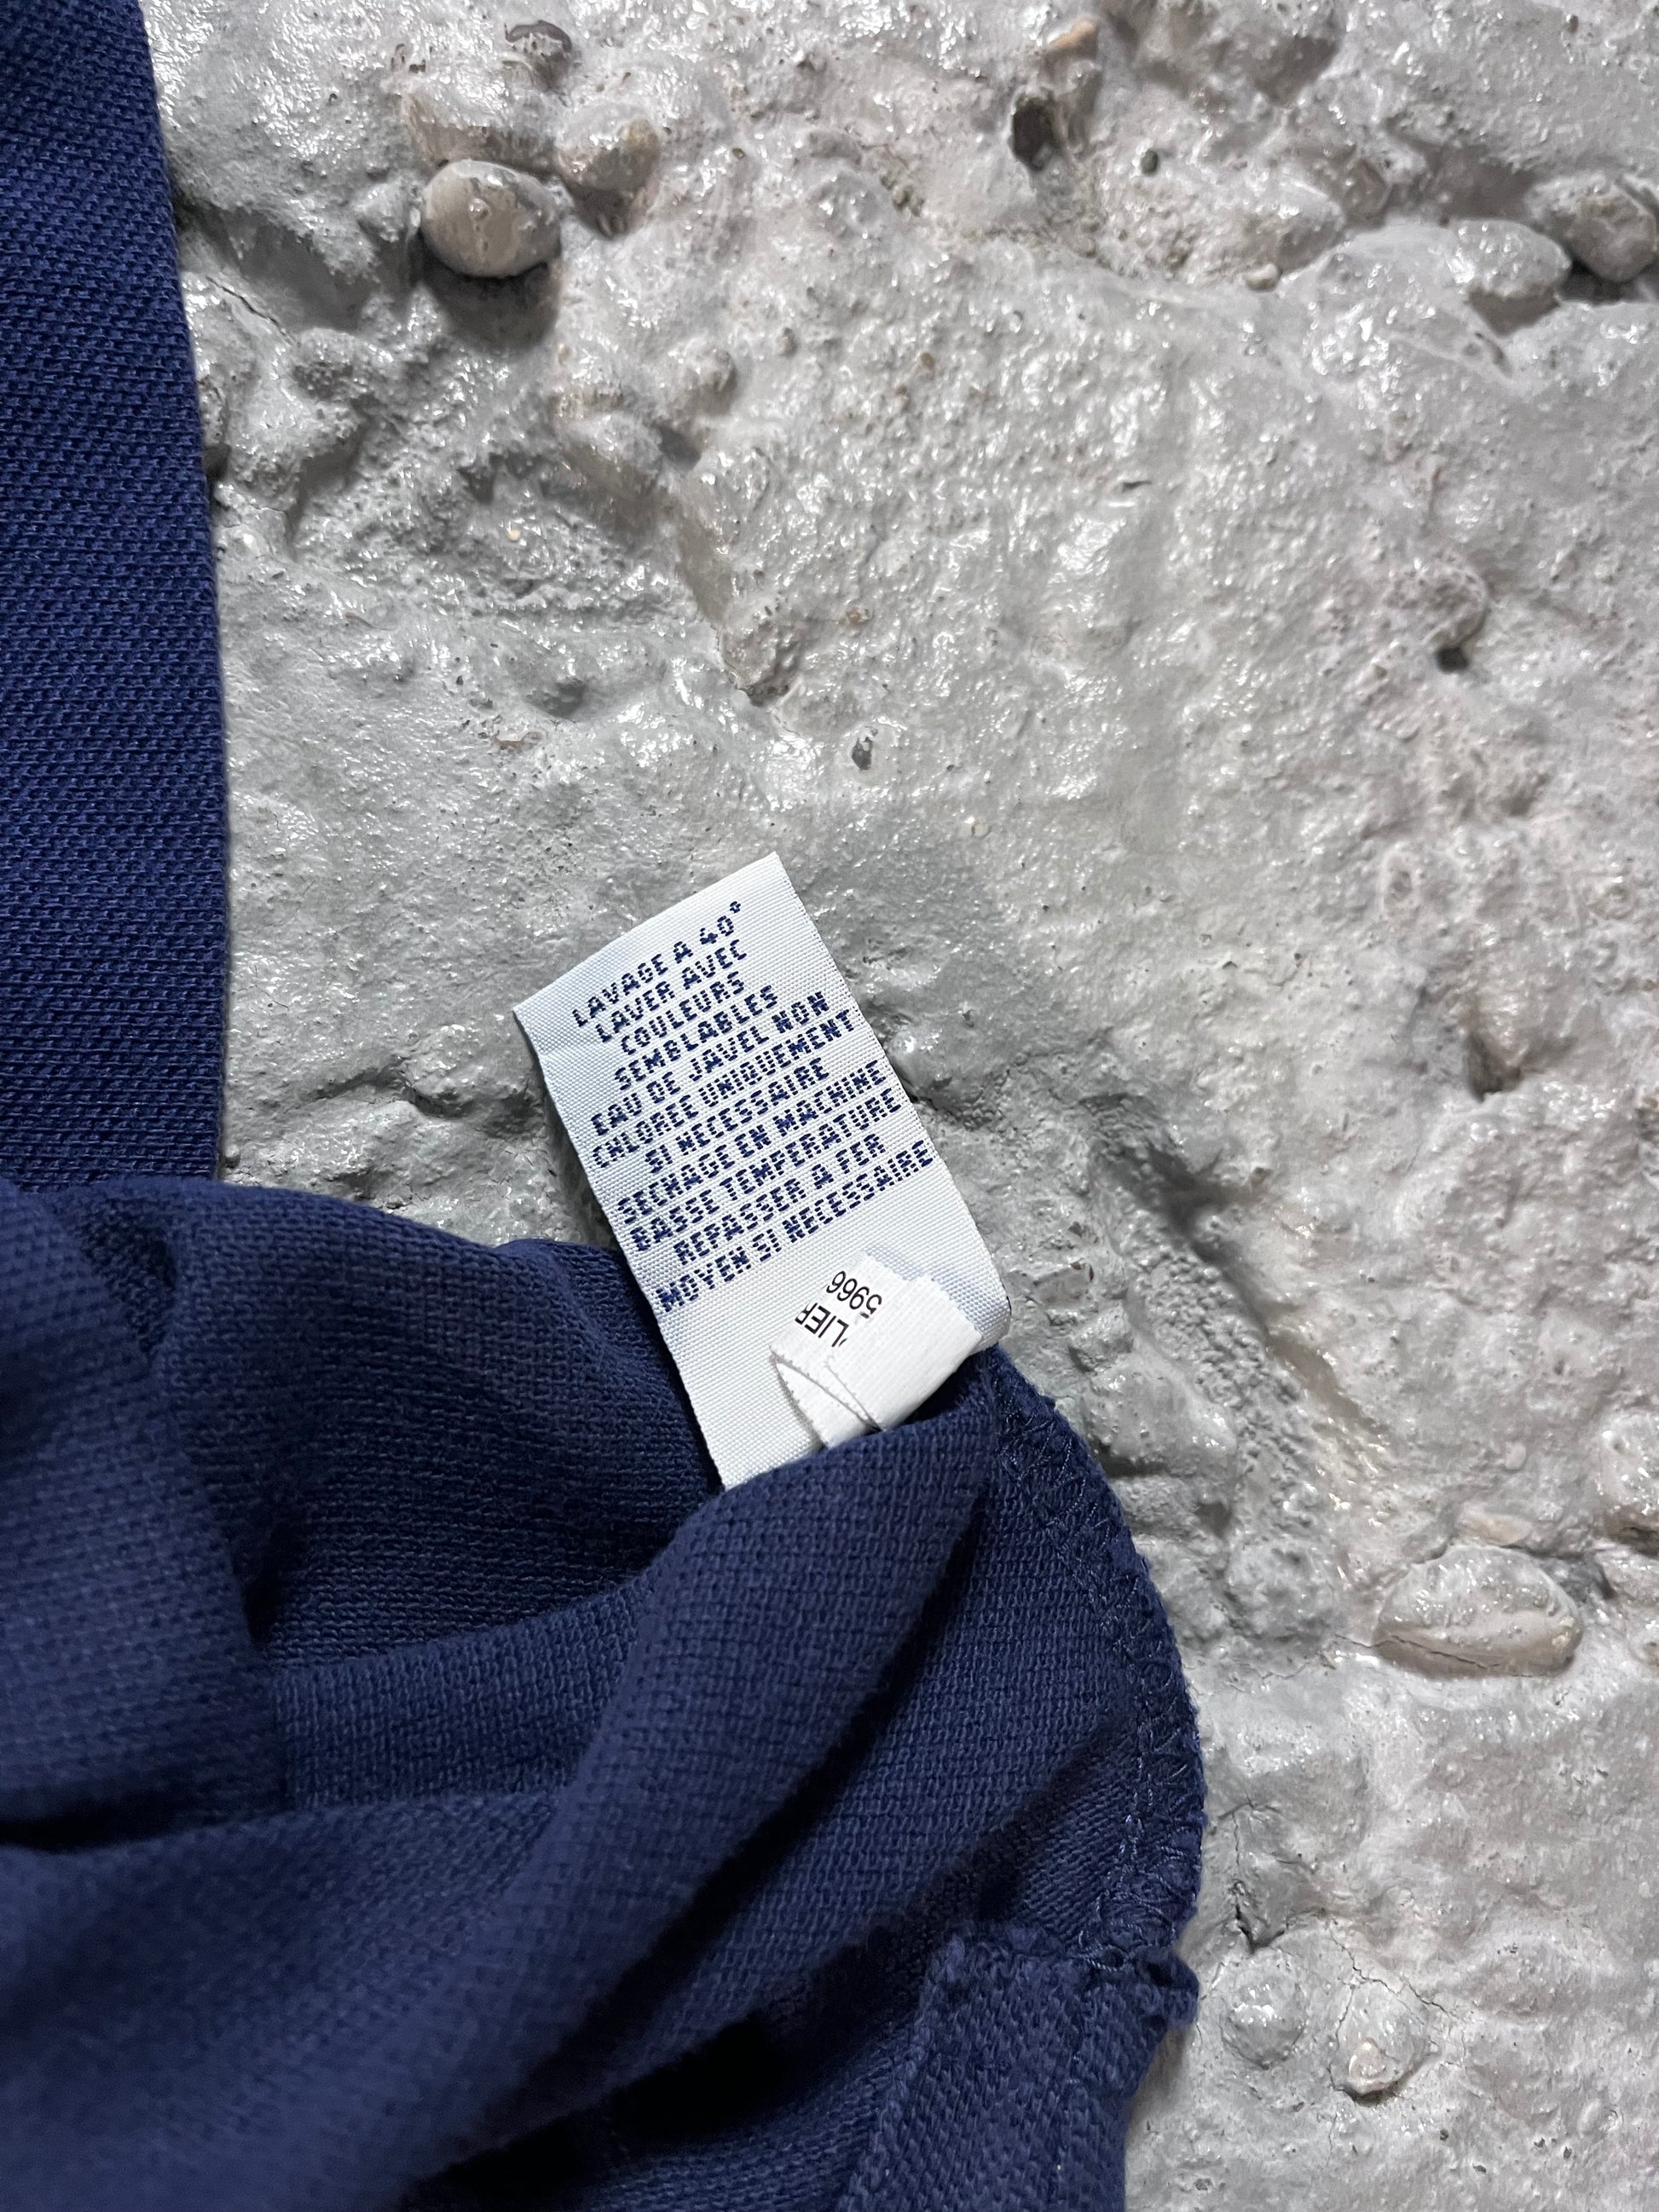 LAVAGE A 40°
LAVER AVEC
COULEURS
SEMBLABLES
EAU DE JAVEL NON
CHLOREE UNIQUEMENT
SI NECESSAIRE
SECHAGE EN MACHINE
BASSE TEMPERATURE
REPASSER A FER
MOYEN SI NECESSAIRE
5966